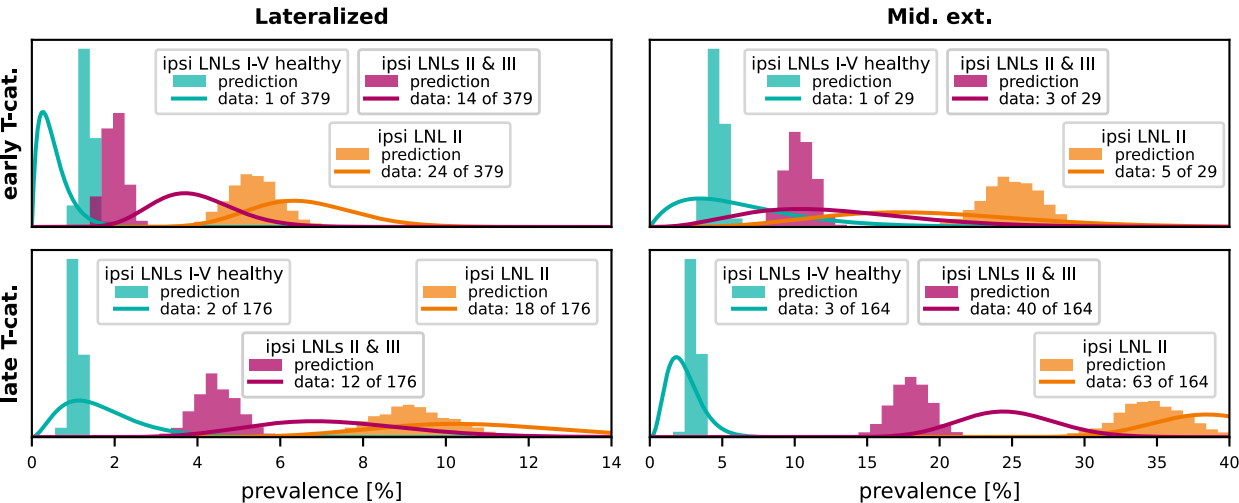 Lateralized
Mid. ext.
early T-cat.
ipsi LNLs I-V healthy
prediction
data: 1 of 379
ipsi LNLs II & III
prediction
data: 14 of 379
ipsi LNL II
prediction
data: 24 of 379
ipsi LNLs I-V healthy
prediction
data: 1 of 29
ipsi LNLs II & III
prediction
data: 3 of 29
ipsi LNL II
prediction
data: 5 of 29
late T-cat.
ipsi LNLs I-V healthy
prediction
data: 2 of 176
ipsi LNL II
prediction
data: 18 of 176
ipsi LNLs II & III
prediction
data: 12 of 176
ipsi LNLs I-V healthy
prediction
data: 3 of 164
ipsi LNLs II & III
prediction
data: 40 of 164
ipsi LNL II
prediction
data: 63 of 164
0 2 4 6 8 10 12 14
0 5 10 15 20 25 30 35 40
prevalence [%]
prevalence [%]